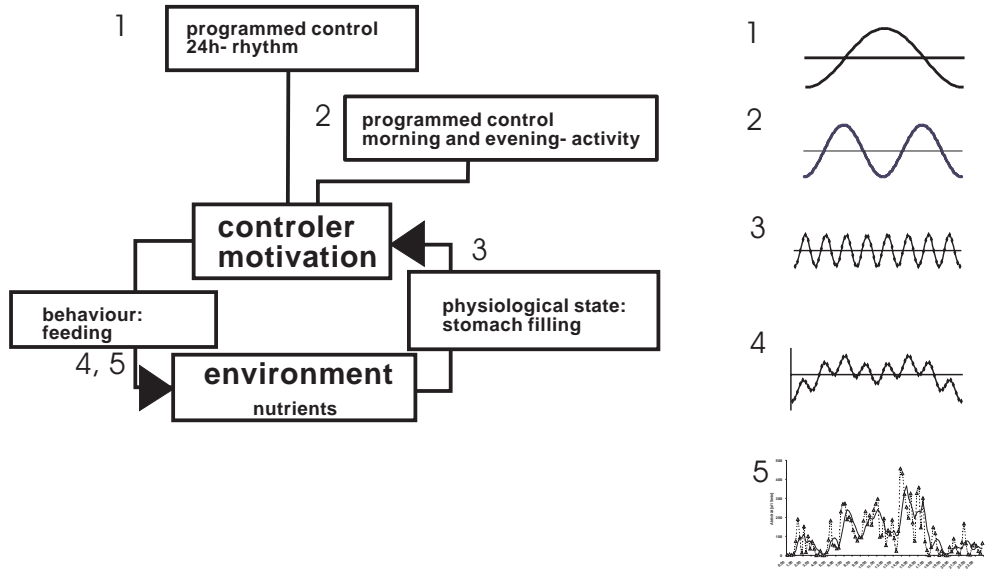 1
programmed control
24h- rhythm
2
programmed control
morning and evening- activity
controler
motivation
3
behaviour:
feeding
physiological state:
stomach filling
4, 5
environment
nutrients
1
2
3
4
5